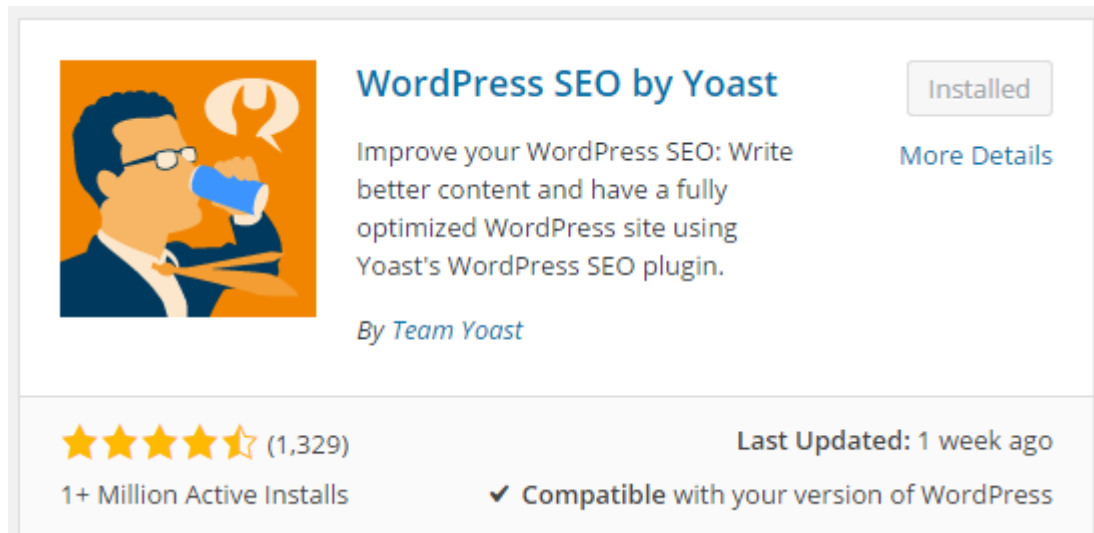 WordPress SEO by Yoast
Installed
Improve your WordPress SEO: Write
More Details
better content and have a fully
optimized WordPress site using
Yoast's WordPress SEO plugin.
By Team Yoast
(1,329)
Last Updated: 1 week ago
1+ Million Active Installs
✔ Compatible with your version of WordPress